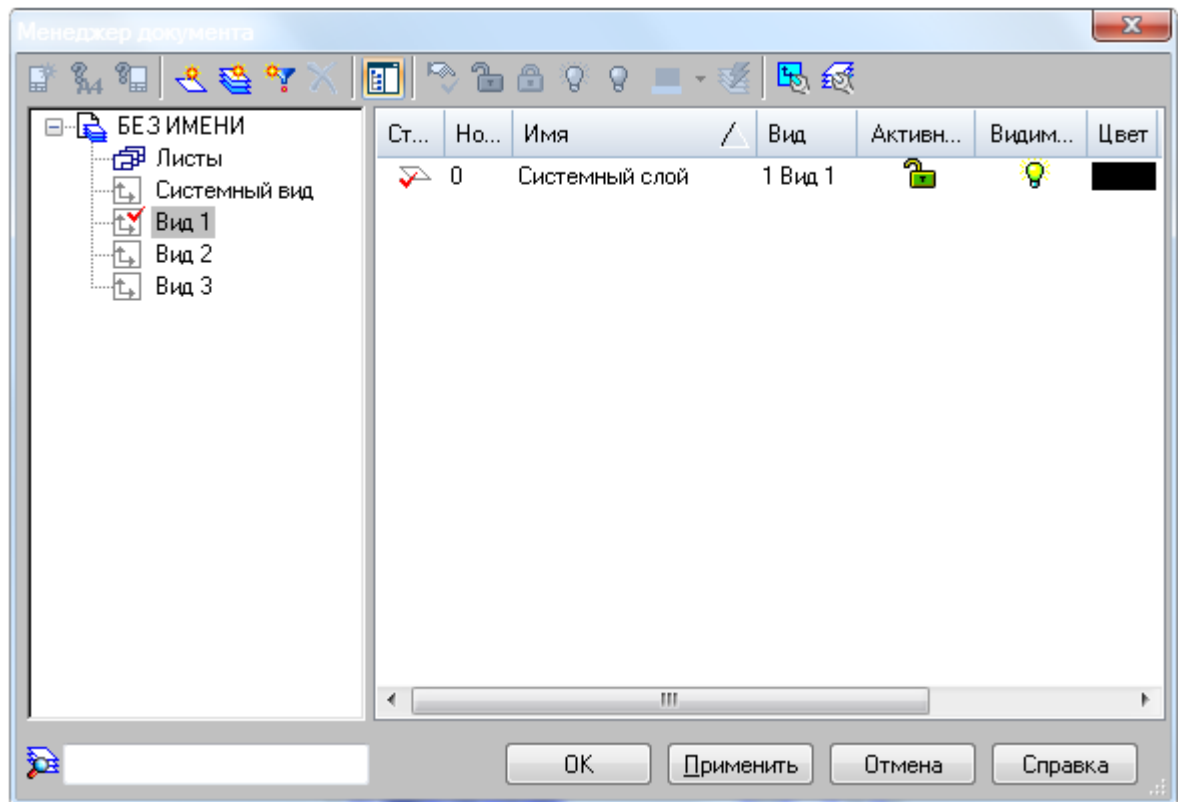 Менеджер документа
БЕЗ ИМЕНИ
Листы
Системный вид
Вид 1
Вид 2
Вид 3
Ст... Но... Имя Вид Активн... Видим... Цвет
0 Системный слой 1 Вид 1
ОК Применить Отмена Справка